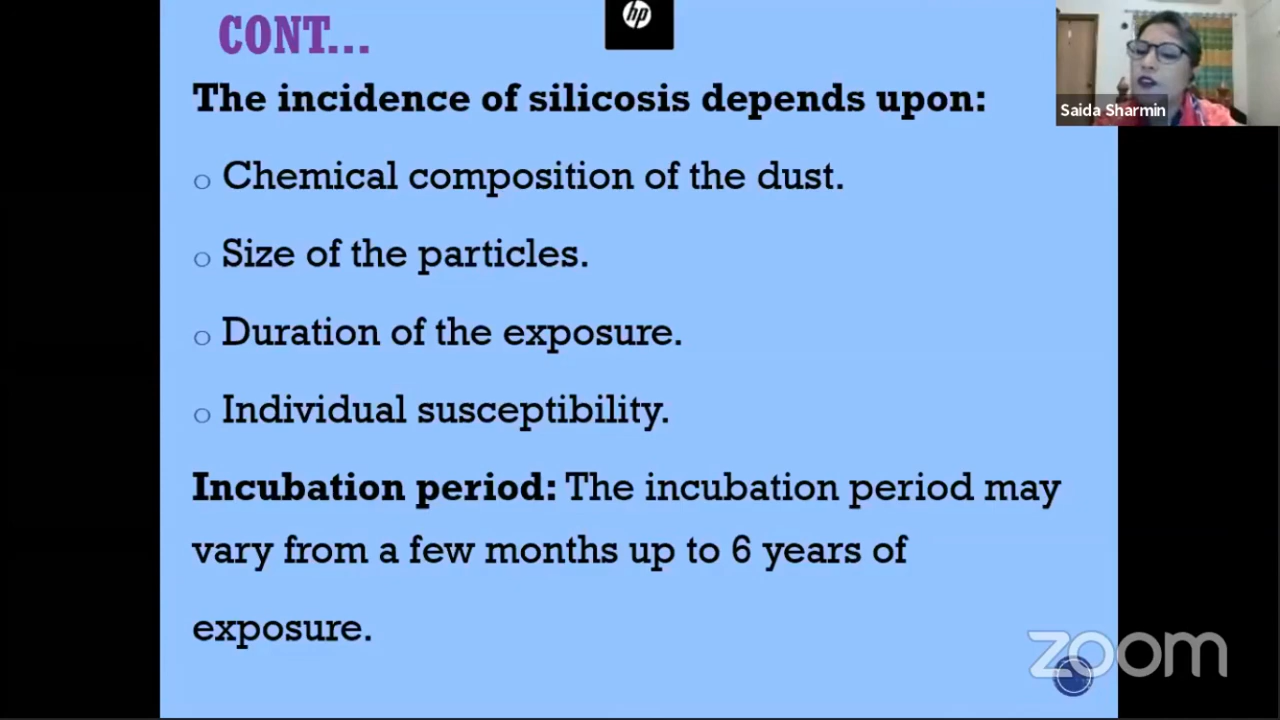 CONT...
hp
Saida Sharmin
The incidence of silicosis depends upon:
o Chemical composition of the dust.
o Size of the particles.
o Duration of the exposure.
o Individual susceptibility.
Incubation period: The incubation period may
vary from a few months up to 6 years of
exposure.
zoom